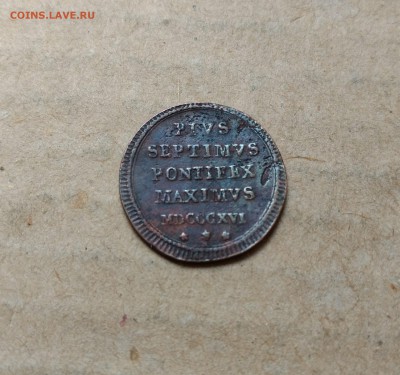 COINS.LAVE.RU
PIVS
SEPTIMVS
PONTIFEX
MAXIMVS
MDCCCXVI